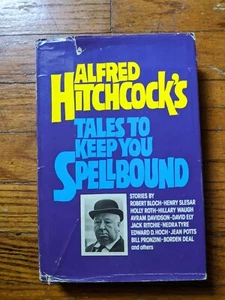 ALFRED
HITCHCOCK'S
TALES TO
KEEP YOU
SPELLBOUND
STORIES BY
ROBERT BLOCH • HENRY SLESAR
HOLLY ROTH • HILLARY WAUGH
AVRAM DAVIDSON • DAVID ELY
JACK RITCHIE • NEDRA TYRE
EDWARD D. HOCH • JEAN POTTS
BILL PRONZINI • BORDEN DEAL
and others